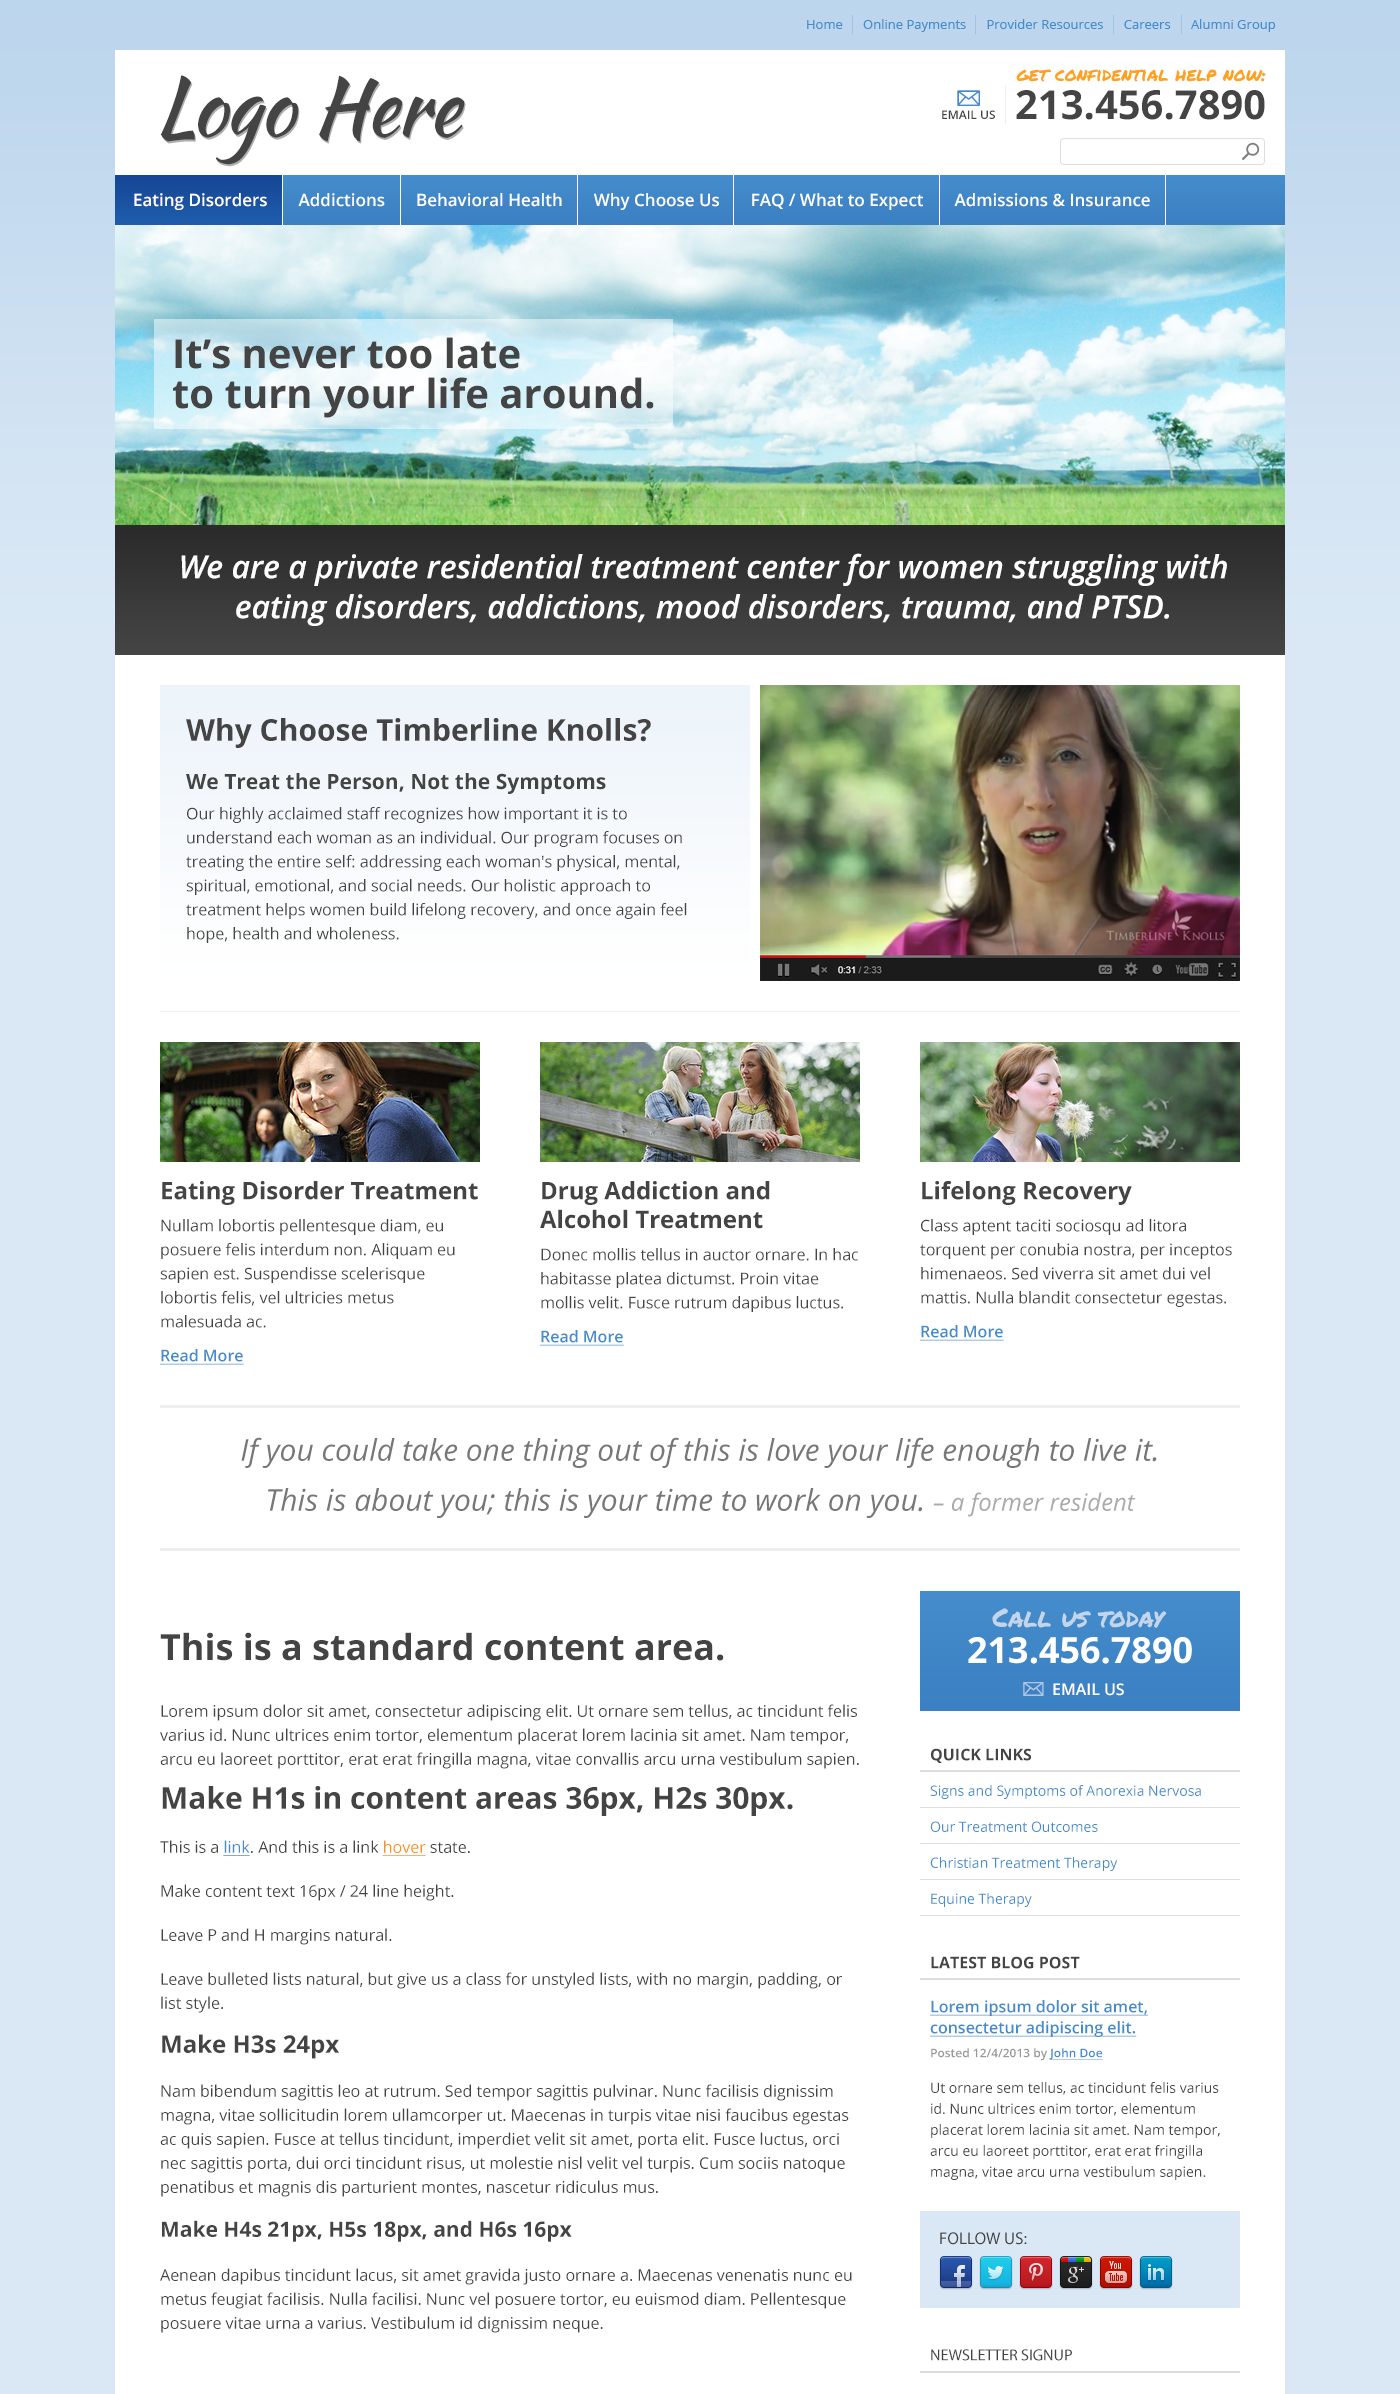 Home
Online Payments
Provider Resources
Careers
Alumni Group
Logo Here
GET CONFIDENTIAL HELP NOW:
EMAIL US
213.456.7890
Eating Disorders
Addictions
Behavioral Health
Why Choose Us
FAQ / What to Expect
Admissions & Insurance
It's never too late
to turn your life around.
We are a private residential treatment center for women struggling with
eating disorders, addictions, mood disorders, trauma, and PTSD.
Why Choose Timberline Knolls?
We Treat the Person, Not the Symptoms
Our highly acclaimed staff recognizes how important it is to
understand each woman as an individual. Our program focuses on
treating the entire self: addressing each woman's physical, mental,
spiritual, emotional, and social needs. Our holistic approach to
treatment helps women build lifelong recovery, and once again feel
hope, health and wholeness.
TIMBERLINE KNOLLS
0:31 / 2:33
CC
YouTube
Eating Disorder Treatment
Nullam lobortis pellentesque diam, eu
posuere felis interdum non. Aliquam eu
sapien est. Suspendisse scelerisque
lobortis felis, vel ultricies metus
malesuada ac.
Read More
Drug Addiction and
Alcohol Treatment
Donec mollis tellus in auctor ornare. In hac
habitasse platea dictumst. Proin vitae
mollis velit. Fusce rutrum dapibus luctus.
Read More
Lifelong Recovery
Class aptent taciti sociosqu ad litora
torquent per conubia nostra, per inceptos
himenaeos. Sed viverra sit amet dui vel
mattis. Nulla blandit consectetur egestas.
Read More
If you could take one thing out of this is love your life enough to live it.
This is about you; this is your time to work on you. – a former resident
This is a standard content area.
Lorem ipsum dolor sit amet, consectetur adipiscing elit. Ut ornare sem tellus, ac tincidunt felis
varius id. Nunc ultrices enim tortor, elementum placerat lorem lacinia sit amet. Nam tempor,
arcu eu laoreet porttitor, erat erat fringilla magna, vitae convallis arcu urna vestibulum sapien.
Make H1s in content areas 36px, H2s 30px.
This is a link. And this is a link hover state.
Make content text 16px / 24 line height.
Leave P and H margins natural.
Leave bulleted lists natural, but give us a class for unstyled lists, with no margin, padding, or
list style.
Make H3s 24px
Nam bibendum sagittis leo at rutrum. Sed tempor sagittis pulvinar. Nunc facilisis dignissim
magna, vitae sollicitudin lorem ullamcorper ut. Maecenas in turpis vitae nisi faucibus egestas
ac quis sapien. Fusce at tellus tincidunt, imperdiet velit sit amet, porta elit. Fusce luctus, orci
nec sagittis porta, dui orci tincidunt risus, ut molestie nisl velit vel turpis. Cum sociis natoque
penatibus et magnis dis parturient montes, nascetur ridiculus mus.
Make H4s 21px, H5s 18px, and H6s 16px
Aenean dapibus tincidunt lacus, sit amet gravida justo ornare a. Maecenas venenatis nunc eu
metus feugiat facilisis. Nulla facilisi. Nunc vel posuere tortor, eu euismod diam. Pellentesque
posuere vitae urna a varius. Vestibulum id dignissim neque.
CALL US TODAY
213.456.7890
EMAIL US
QUICK LINKS
Signs and Symptoms of Anorexia Nervosa
Our Treatment Outcomes
Christian Treatment Therapy
Equine Therapy
LATEST BLOG POST
Lorem ipsum dolor sit amet,
consectetur adipiscing elit.
Posted 12/4/2013 by John Doe
Ut ornare sem tellus, ac tincidunt felis varius
id. Nunc ultrices enim tortor, elementum
placerat lorem lacinia sit amet. Nam tempor,
arcu eu laoreet porttitor, erat erat fringilla
magna, vitae arcu urna vestibulum sapien.
FOLLOW US:
f
g+
You
Tube
in
NEWSLETTER SIGNUP